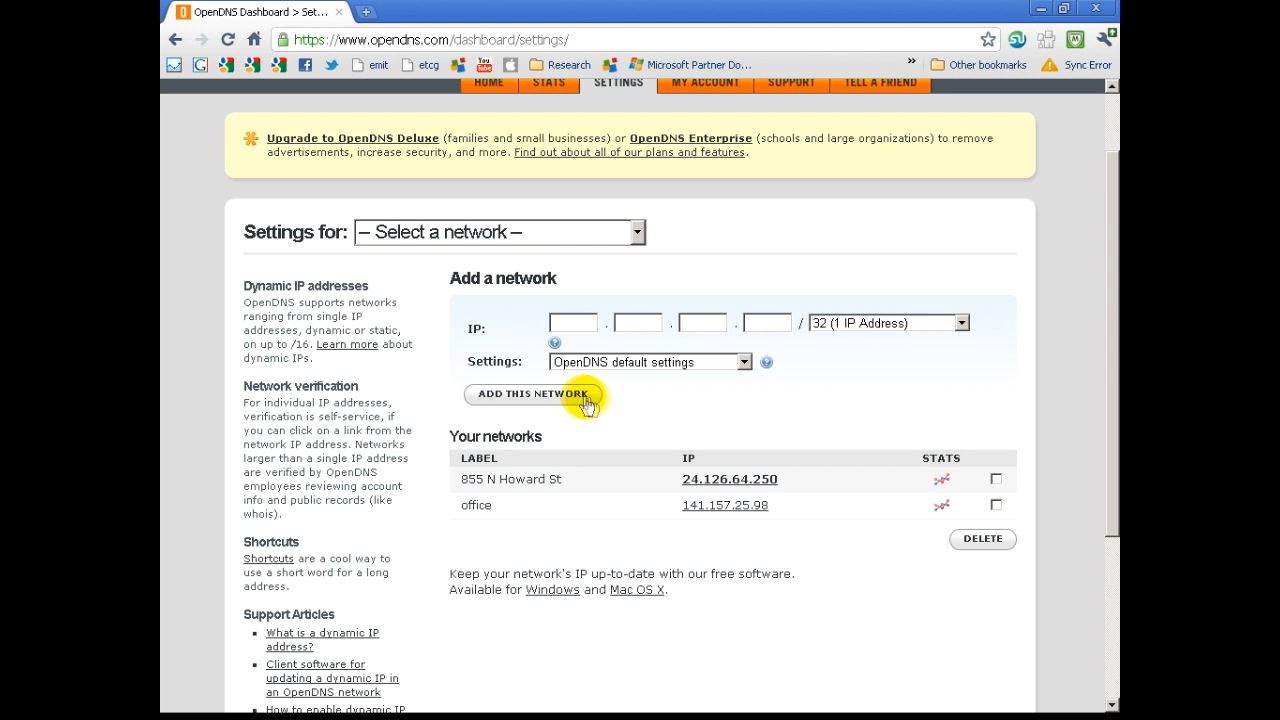 OpenDNS Dashboard > Set...
https://www.opendns.com/dashboard/settings/
emit etcg Research Microsoft Partner Do... » Other bookmarks Sync Error
HOME STATS SETTINGS MY ACCOUNT SUPPORT TELL A FRIEND
Upgrade to OpenDNS Deluxe (families and small businesses) or OpenDNS Enterprise (schools and large organizations) to remove
advertisements, increase security, and more. Find out about all of our plans and features.
Settings for: – Select a network –
Dynamic IP addresses
OpenDNS supports networks
ranging from single IP
addresses, dynamic or static,
on up to /16. Learn more about
dynamic IPs.
Network verification
For individual IP addresses,
verification is self-service, if
you can click on a link from the
network IP address. Networks
larger than a single IP address
are verified by OpenDNS
employees reviewing account
info and public records (like
whois).
Shortcuts
Shortcuts are a cool way to
use a short word for a long
address.
Support Articles
What is a dynamic IP
address?
Client software for
updating a dynamic IP in
an OpenDNS network
How to enable dynamic IP
Add a network
IP: . . . / 32 (1 IP Address)
Settings: OpenDNS default settings
ADD THIS NETWORK
Your networks
LABEL IP STATS
855 N Howard St 24.126.64.250
office 141.157.25.98
DELETE
Keep your network's IP up-to-date with our free software.
Available for Windows and Mac OS X.